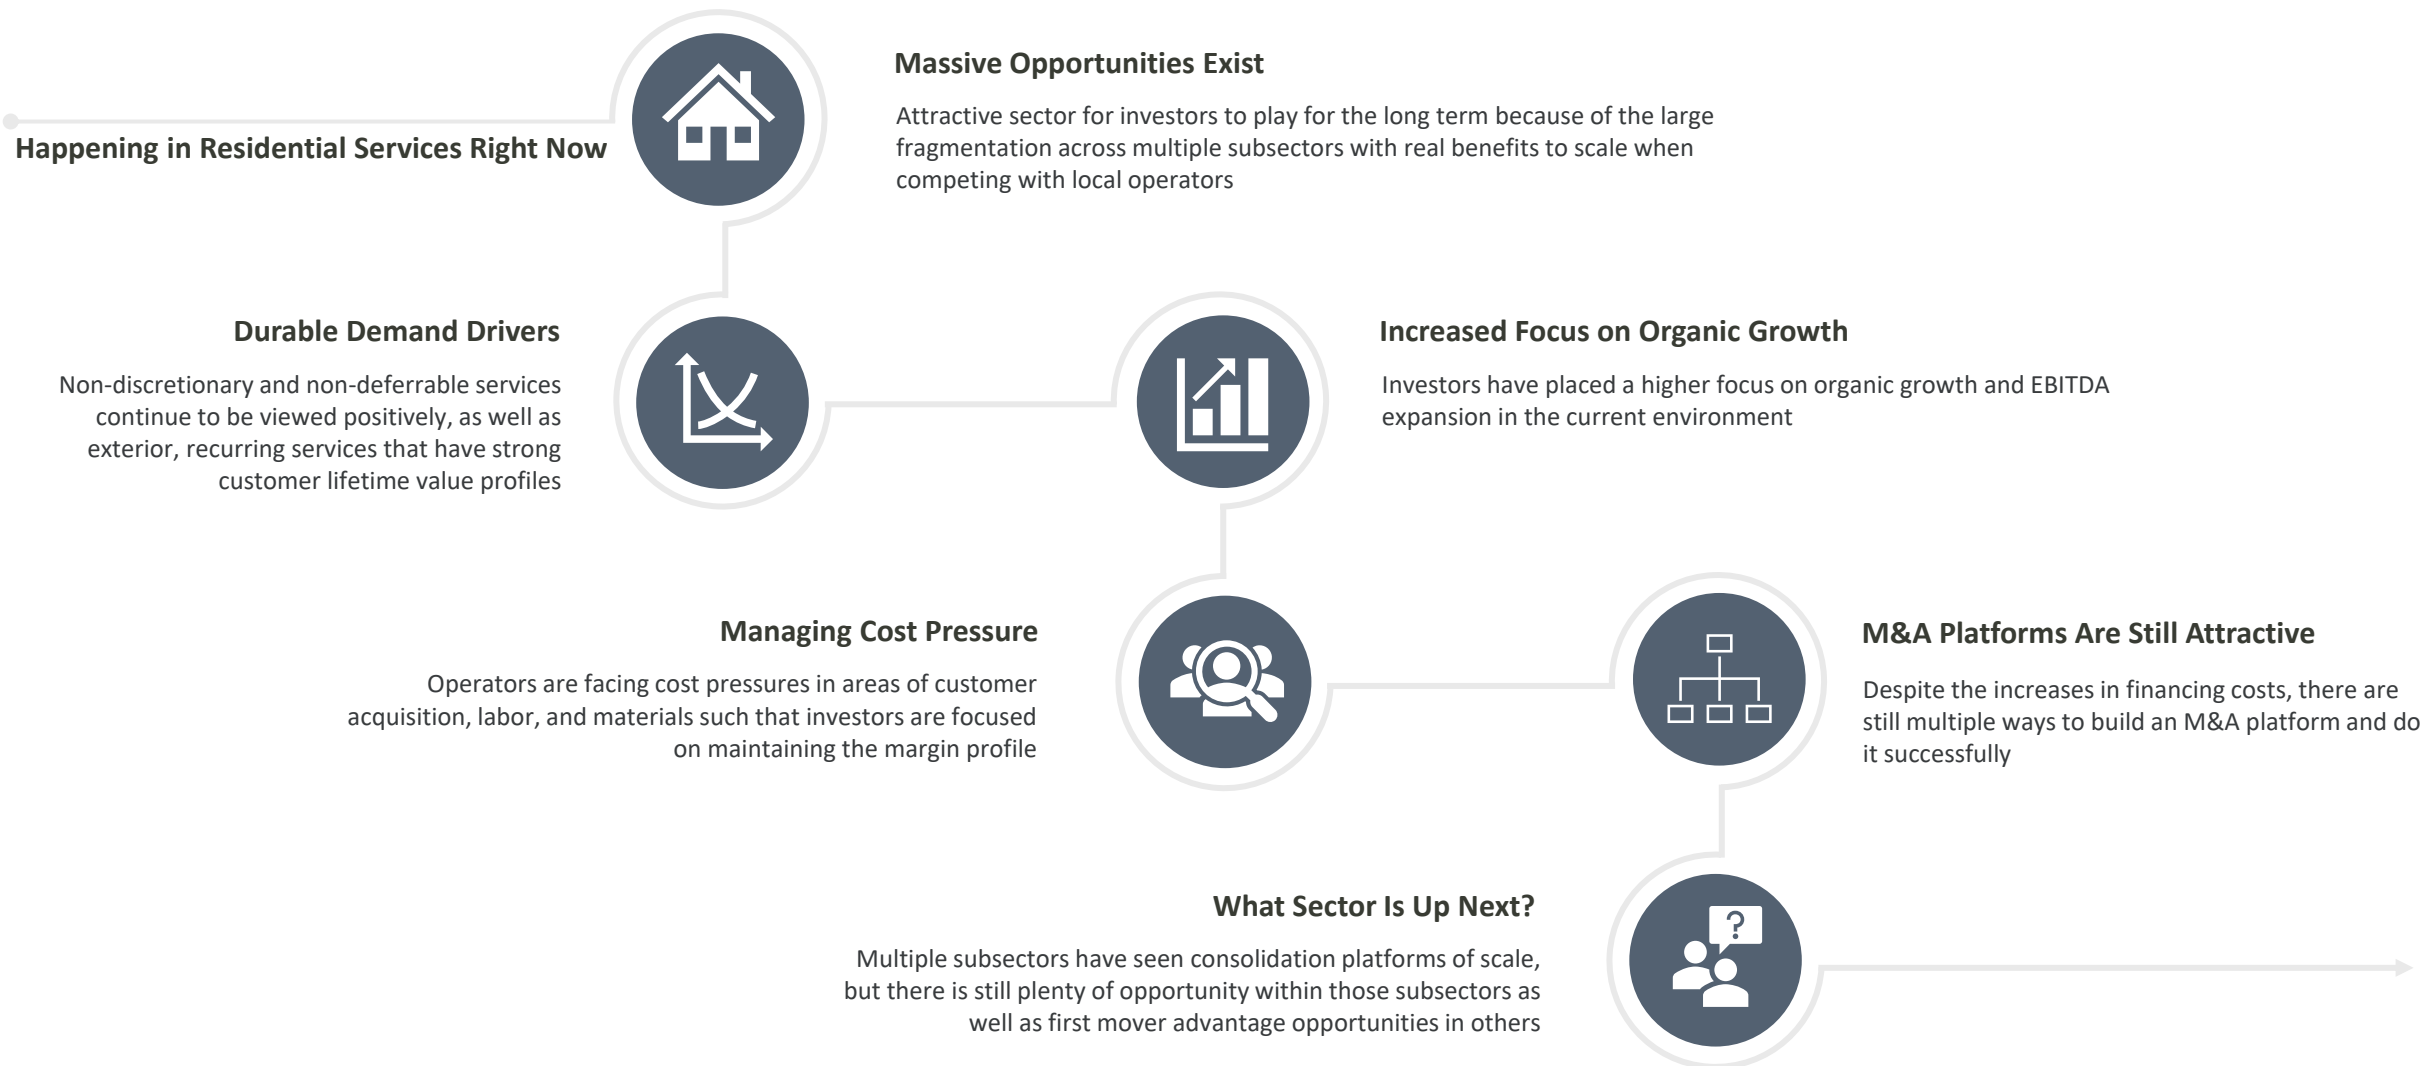 Happening in Residential Services Right Now
Massive Opportunities Exist
Attractive sector for investors to play for the long term because of the large
fragmentation across multiple subsectors with real benefits to scale when
competing with local operators
Durable Demand Drivers
Non-discretionary and non-deferrable services
continue to be viewed positively, as well as
exterior, recurring services that have strong
customer lifetime value profiles
Increased Focus on Organic Growth
Investors have placed a higher focus on organic growth and EBITDA
expansion in the current environment
Managing Cost Pressure
Operators are facing cost pressures in areas of customer
acquisition, labor, and materials such that investors are focused
on maintaining the margin profile
M&A Platforms Are Still Attractive
Despite the increases in financing costs, there are
still multiple ways to build an M&A platform and do
it successfully
What Sector Is Up Next?
Multiple subsectors have seen consolidation platforms of scale,
but there is still plenty of opportunity within those subsectors as
well as first mover advantage opportunities in others
?